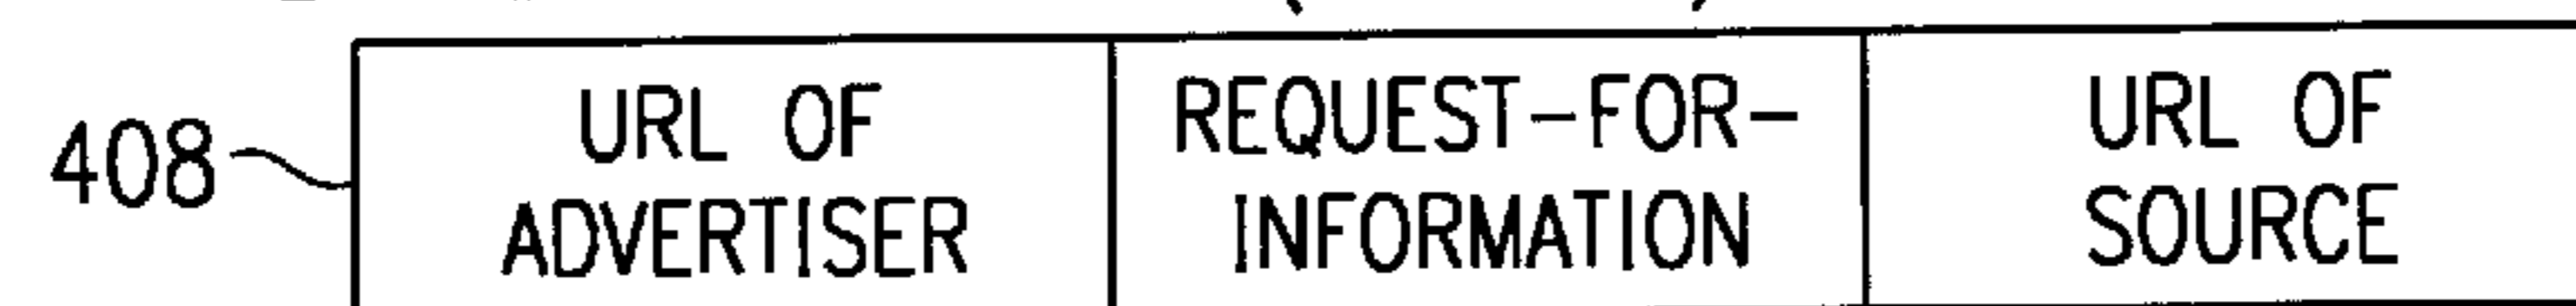 408
URL OF
ADVERTISER
REQUEST-FOR-
INFORMATION
URL OF
SOURCE